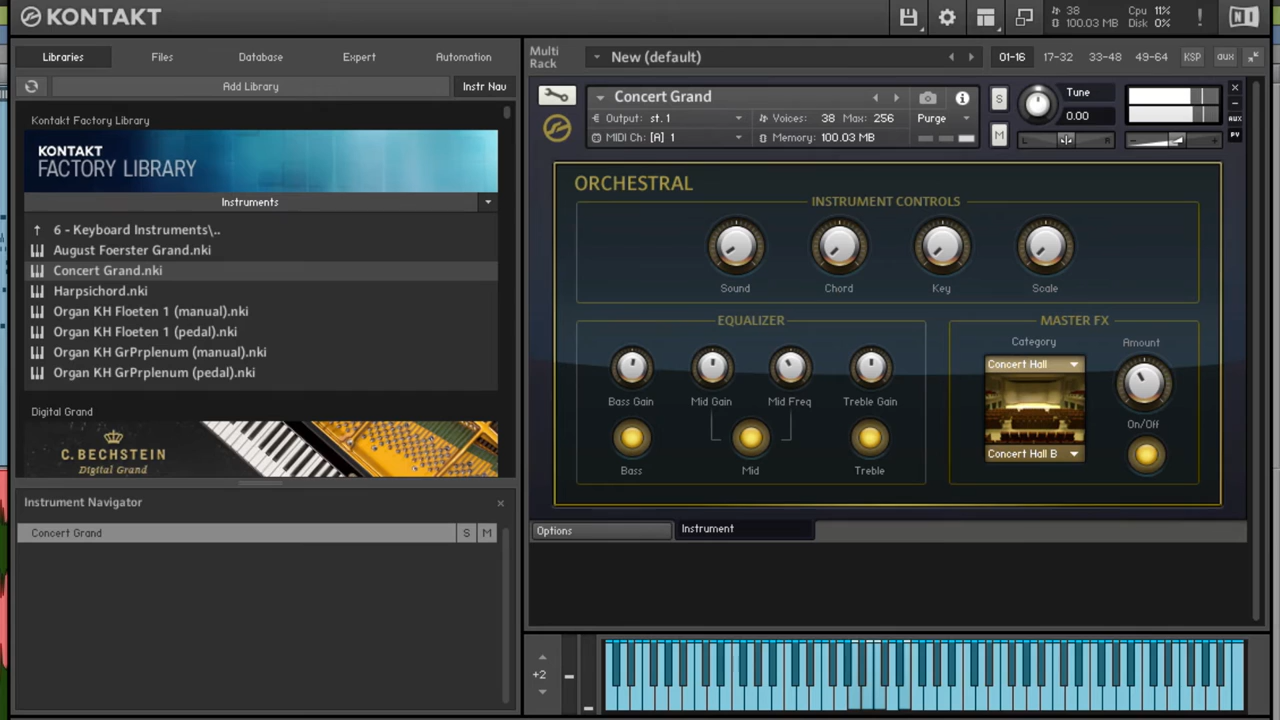 KONTAKT
38
100.03 MB
Cpu 11%
Disk 0%
!
NI
Libraries
Files
Database
Expert
Automation
Add Library
Instr Nav
Kontakt Factory Library
KONTAKT
FACTORY LIBRARY
Instruments
6 - Keyboard Instruments\..
August Foerster Grand.nki
Concert Grand.nki
Harpsichord.nki
Organ KH Floeten 1 (manual).nki
Organ KH Floeten 1 (pedal).nki
Organ KH GrPrplenum (manual).nki
Organ KH GrPrplenum (pedal).nki
Digital Grand
C. BECHSTEIN
Digital Grand
Instrument Navigator
Concert Grand
S
M
Multi
Rack
New (default)
01-16
17-32
33-48
49-64
KSP
aux
Concert Grand
Output: st.1
Voices: 38 Max: 256
Purge
MIDI Ch: [A] 1
Memory: 100.03 MB
S
M
Tune
0.00
L
R
AUX
PV
ORCHESTRAL
INSTRUMENT CONTROLS
Sound
Chord
Key
Scale
EQUALIZER
Bass Gain
Mid Gain
Mid Freq
Treble Gain
Bass
Mid
Treble
MASTER FX
Category
Amount
Concert Hall
On/Off
Concert Hall B
Options
Instrument
+2